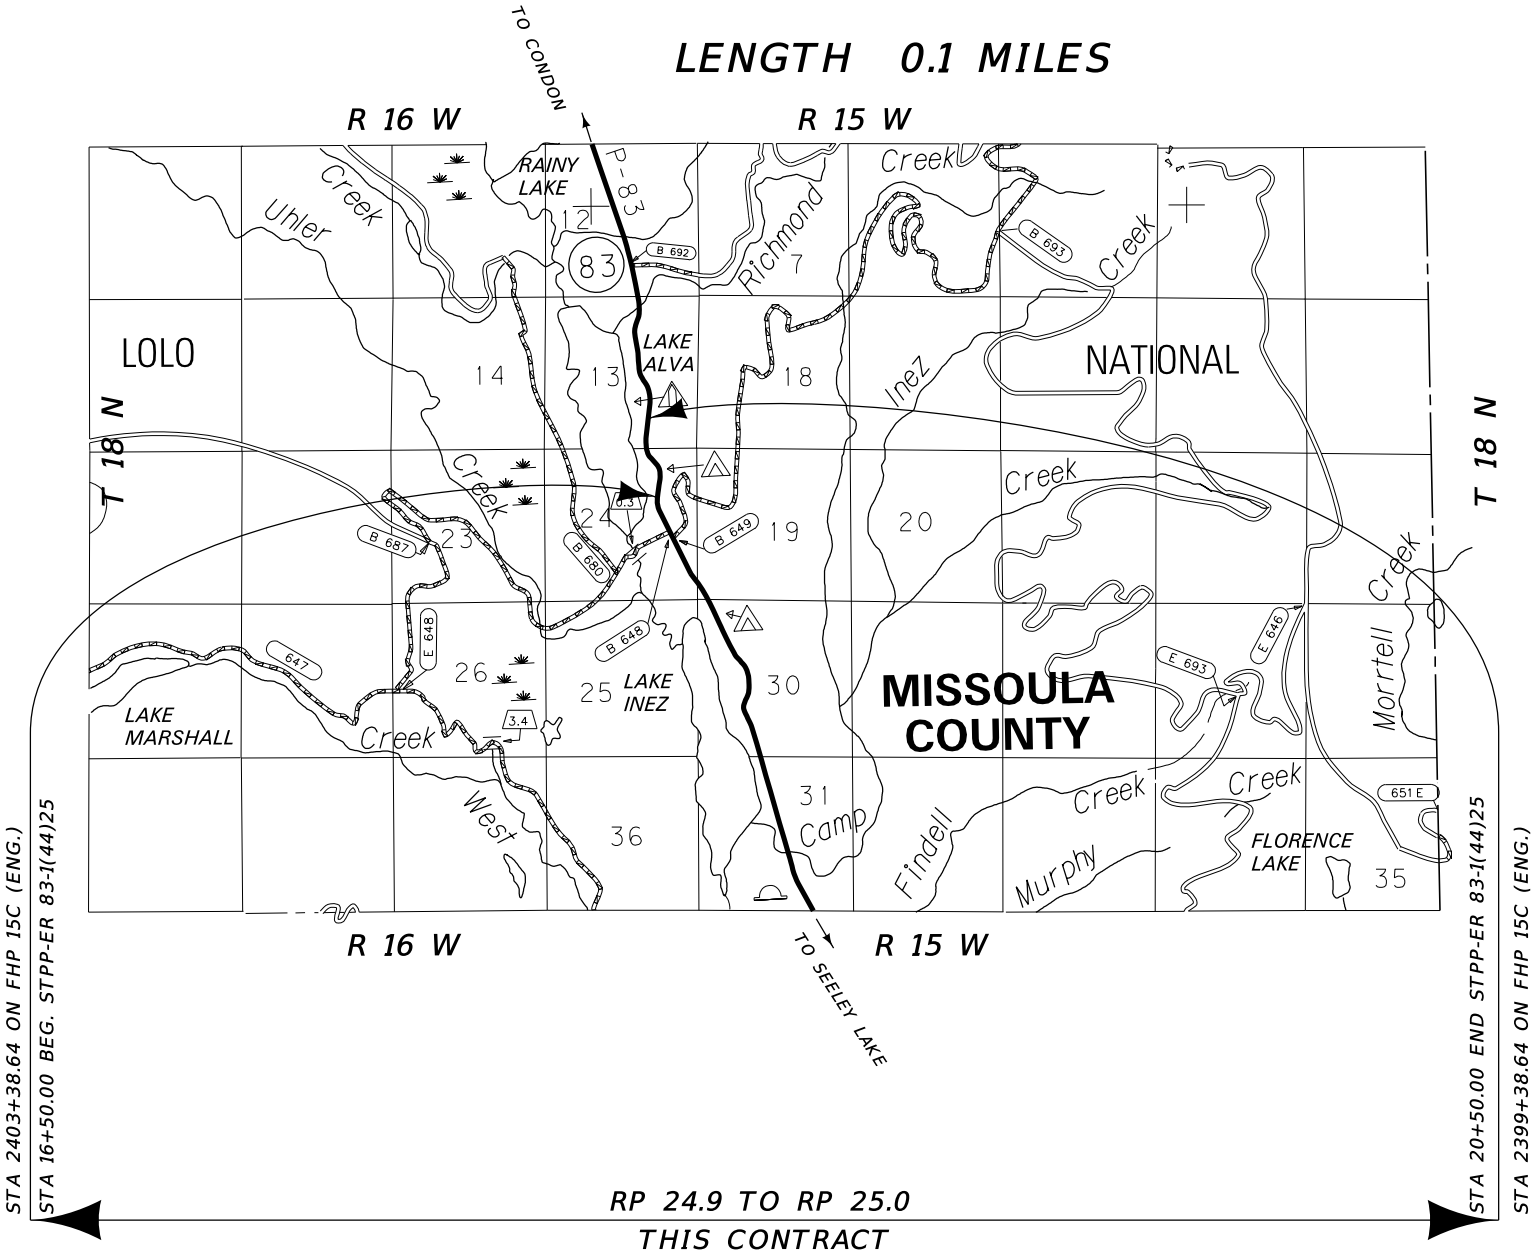 TO CONDON
LENGTH 0.1 MILES
R 16 W
R 15 W
Creek
Uhler
RAINY
LAKE
P-83
12
83
B 692
Richmond
7
Creek
B 693
Creek
LOLO
14
13
LAKE
ALVA
18
Inez
NATIONAL
T 18 N
T 18 N
Creek
23
B 687
24
0.3
B 680
B 649
19
20
Creek
Creek
Morrell
647
E 648
26
3.4
B 648
25
LAKE
INEZ
30
MISSOULA
COUNTY
E 693
E 646
LAKE
MARSHALL
Creek
West
36
31
Camp
Findell
Creek
Murphy
Creek
651 E
FLORENCE
LAKE
35
R 16 W
R 15 W
TO SEELEY LAKE
STA 2403+38.64 ON FHP 15C (ENG.)
STA 16+50.00 BEG. STPP-ER 83-1(44)25
STA 20+50.00 END STPP-ER 83-1(44)25
STA 2399+38.64 ON FHP 15C (ENG.)
RP 24.9 TO RP 25.0
THIS CONTRACT